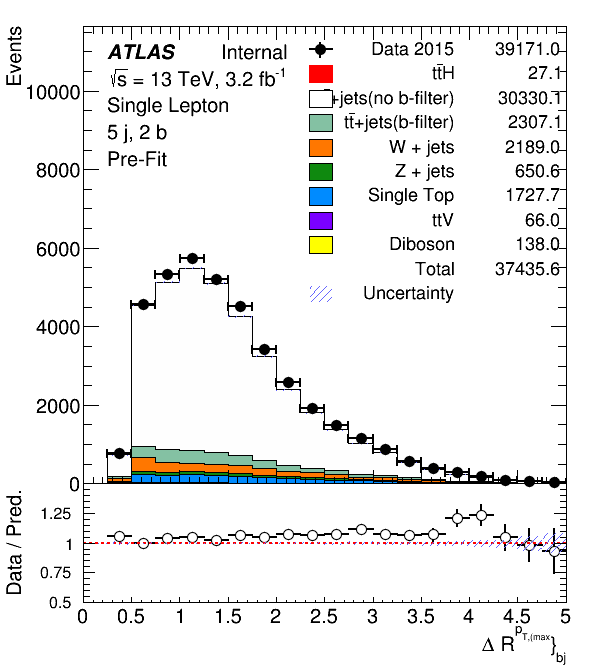 Events
ATLAS Internal
√s = 13 TeV, 3.2 fb⁻¹
Single Lepton
5 j, 2 b
Pre-Fit
Data 2015 39171.0
tt̄H 27.1
+jets(no b-filter) 30330.1
tt̄+jets(b-filter) 2307.1
W + jets 2189.0
Z + jets 650.6
Single Top 1727.7
ttV 66.0
Diboson 138.0
Total 37435.6
Uncertainty
10000
8000
6000
4000
2000
0
Data / Pred.
1.25
1
0.75
0.5
0 0.5 1 1.5 2 2.5 3 3.5 4 4.5 5
Δ R^{p_{T,(max}}}_{bj}